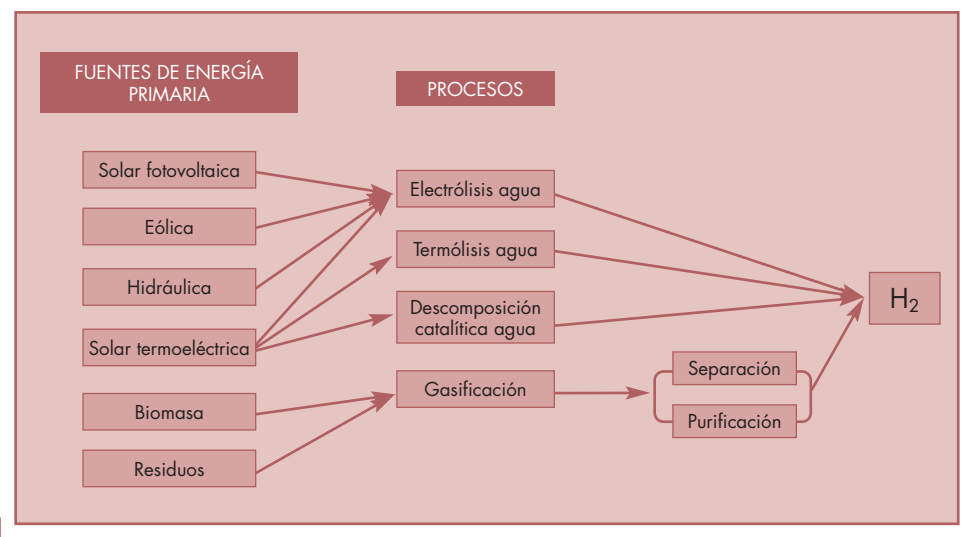 FUENTES DE ENERGÍA
PRIMARIA
PROCESOS
Solar fotovoltaica
Eólica
Hidráulica
Solar termoeléctrica
Biomasa
Residuos
Electrólisis agua
Termólisis agua
Descomposición
catalítica agua
Gasificación
Separación
Purificación
H₂